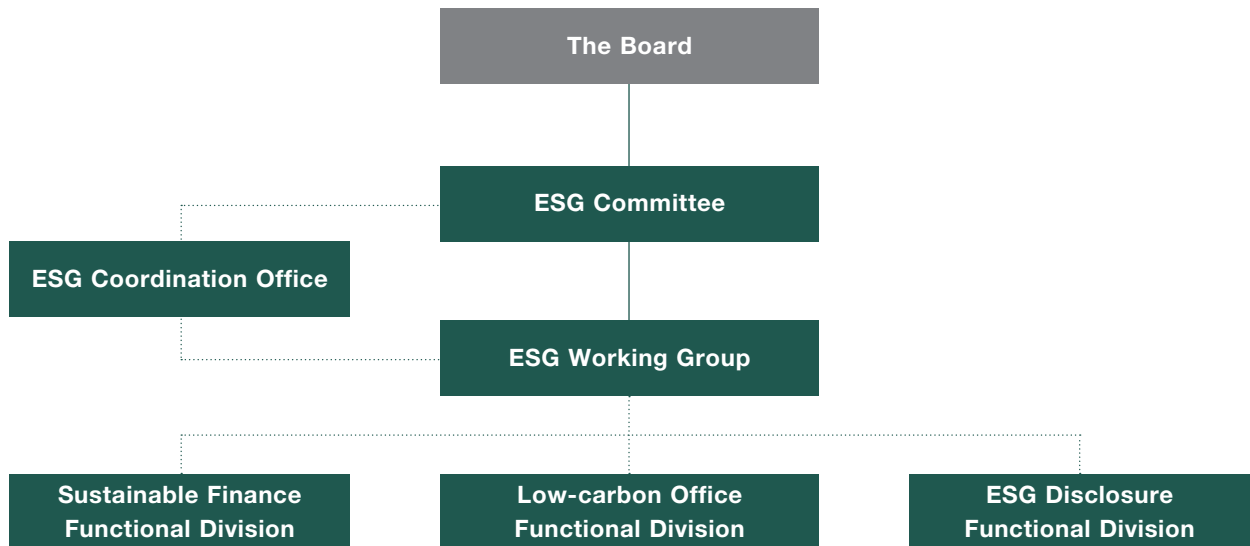 The Board
ESG Committee
ESG Coordination Office
ESG Working Group
Sustainable Finance
Functional Division
Low-carbon Office
Functional Division
ESG Disclosure
Functional Division